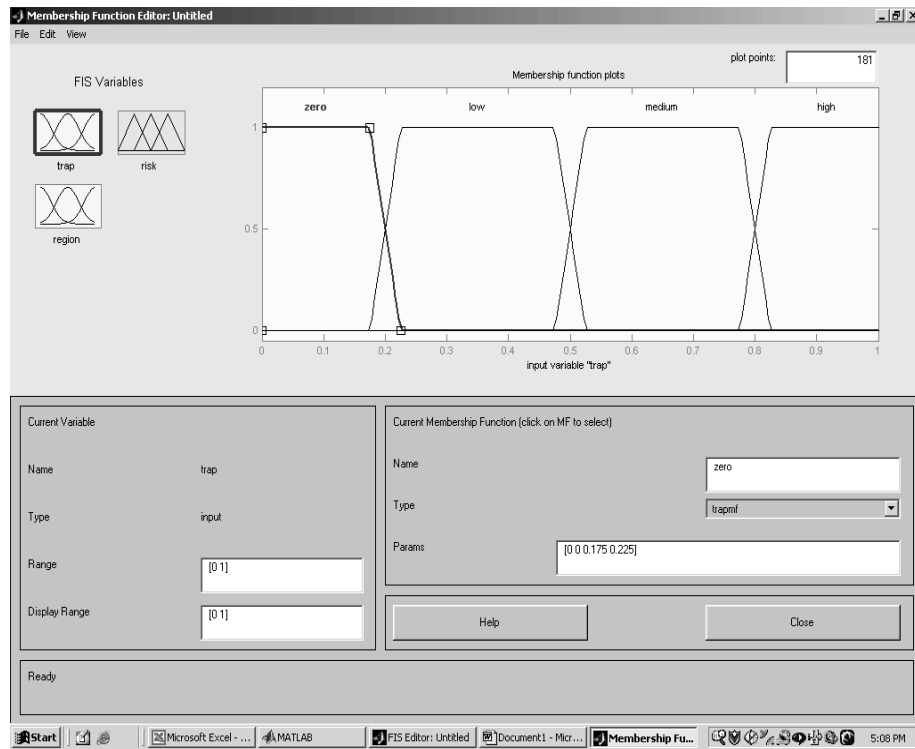 Membership Function Editor: Untitled
File Edit View
FIS Variables
trap
risk
region
plot points:
181
Membership function plots
zero low medium high
1
0.5
0
0 0.1 0.2 0.3 0.4 0.5 0.6 0.7 0.8 0.9 1
input variable "trap"
Current Variable
Name trap
Type input
Range [0 1]
Display Range [0 1]
Current Membership Function (click on MF to select)
Name zero
Type trapmf
Params [0 0 0.175 0.225]
Help Close
Ready
Start Microsoft Excel - ... MATLAB FIS Editor: Untitled Document1 - Micr... Membership Fu... 5:08 PM